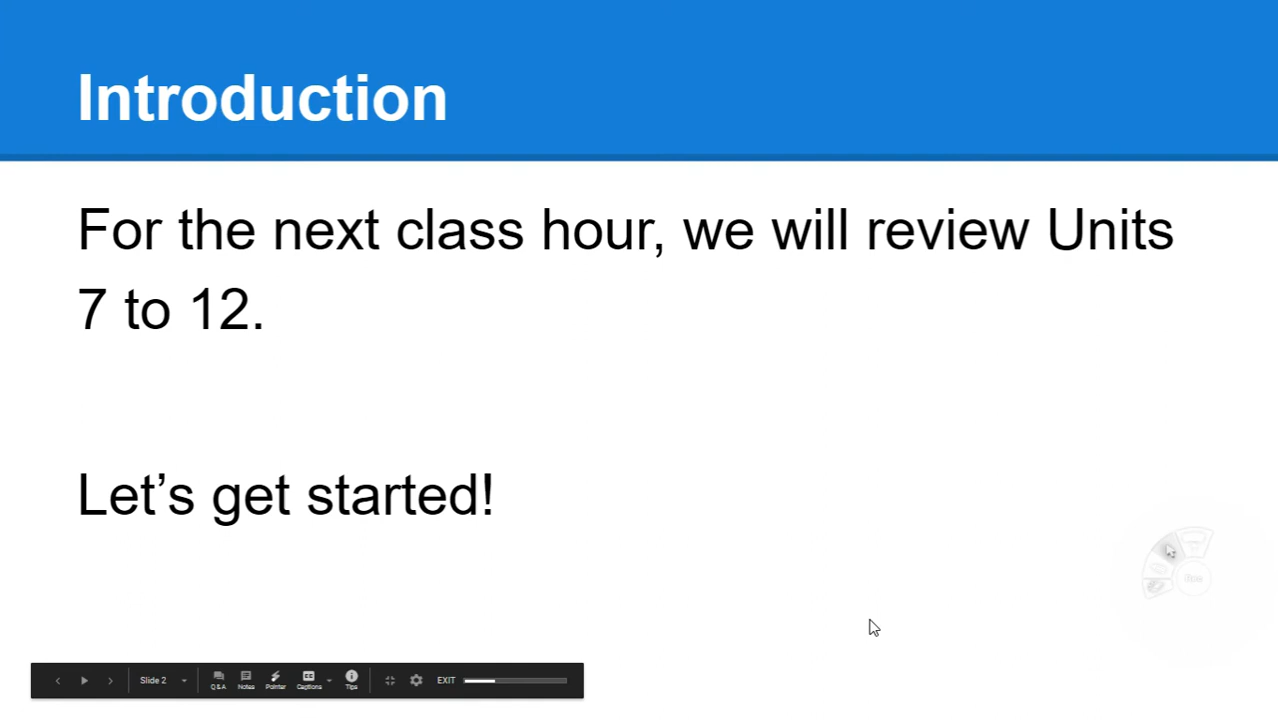 Introduction
For the next class hour, we will review Units
7 to 12.
Let’s get started!
Slide 2
Q&A
Notes
Pointer
Captions
Tips
EXIT